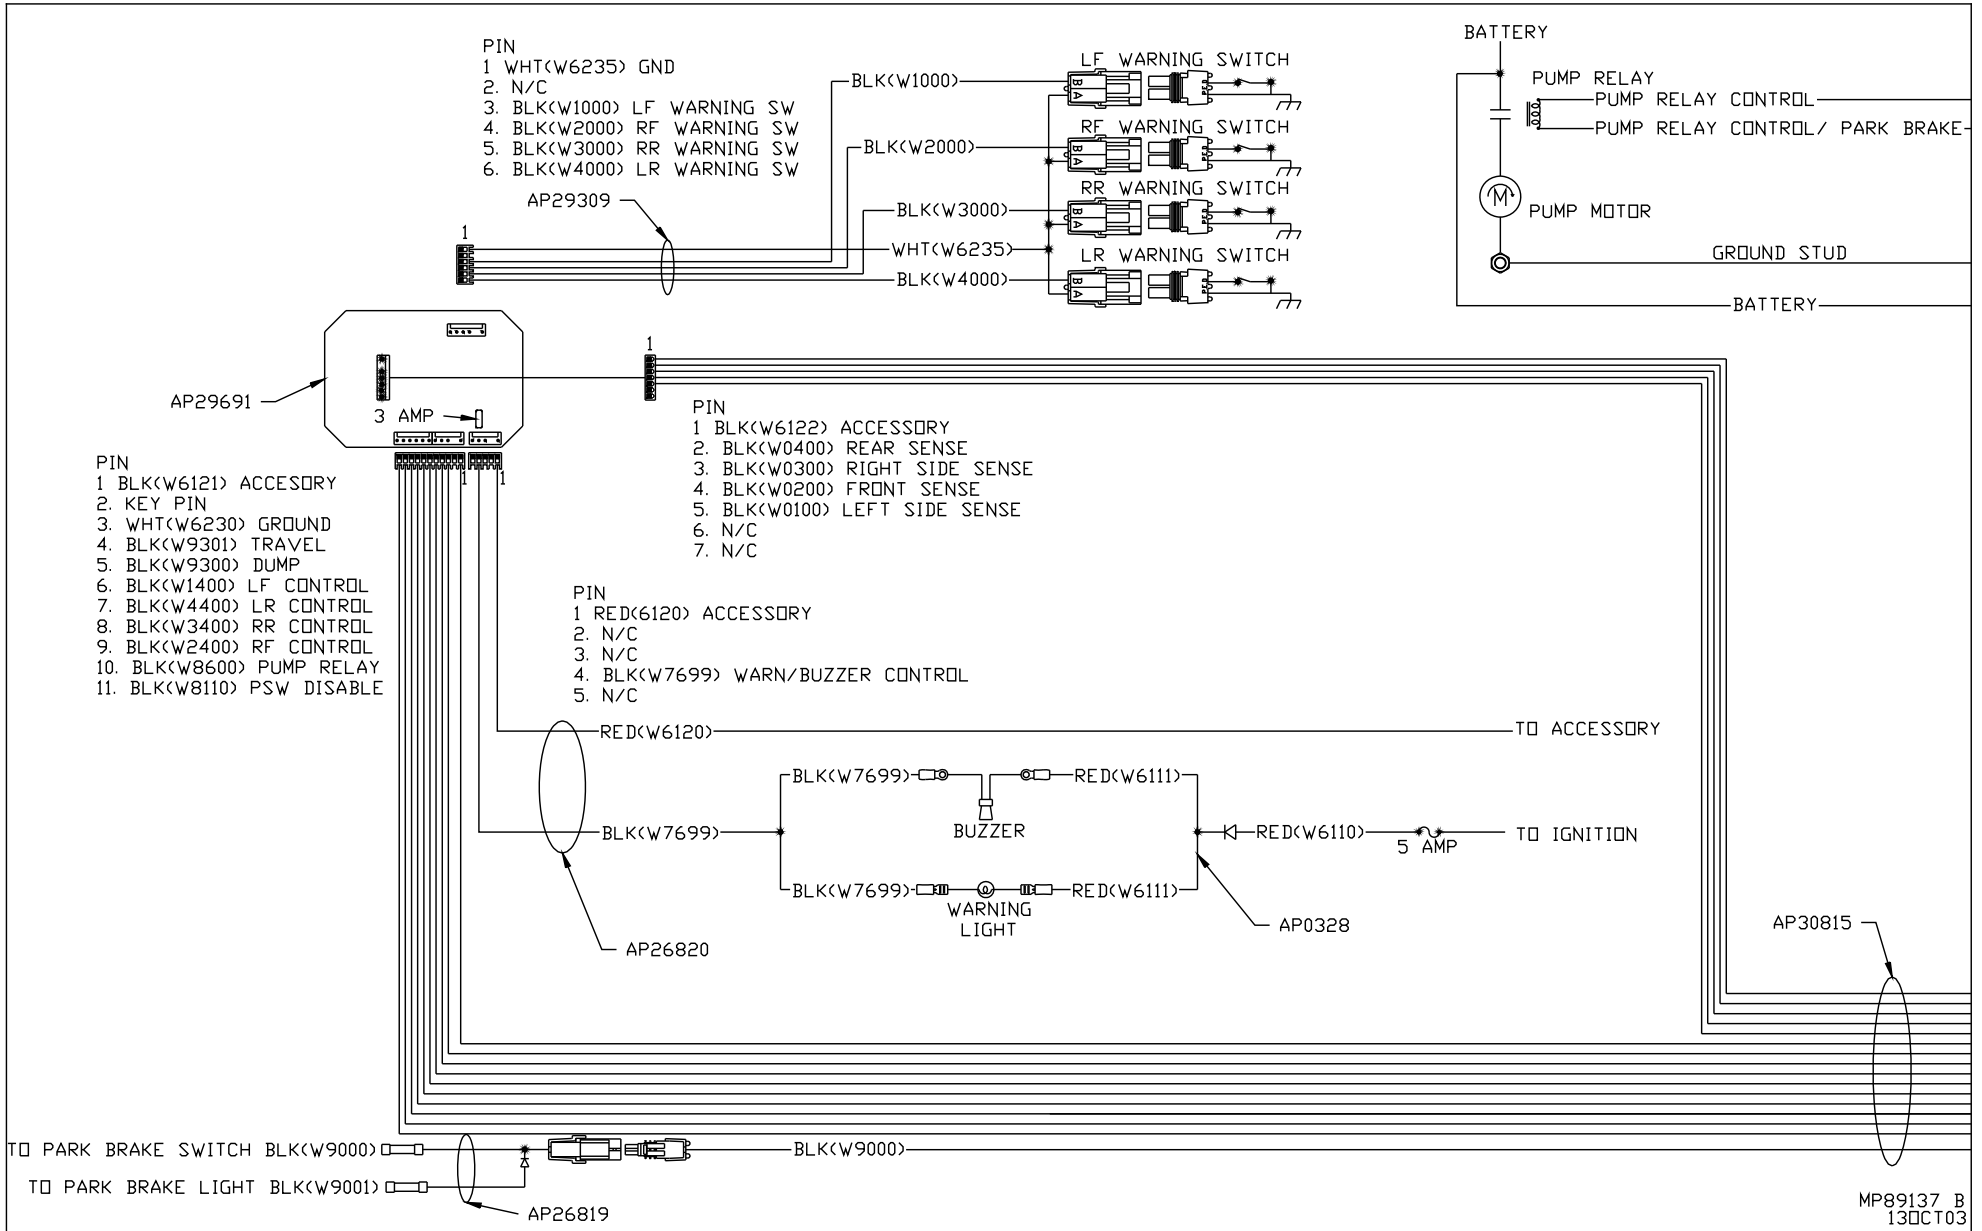 PIN
1 WHT(W6235) GND
2. N/C
3. BLK(W1000) LF WARNING SW
4. BLK(W2000) RF WARNING SW
5. BLK(W3000) RR WARNING SW
6. BLK(W4000) LR WARNING SW
AP29309
1
BLK(W1000)
BLK(W2000)
BLK(W3000)
WHT(W6235)
BLK(W4000)
LF WARNING SWITCH
B
A
RF WARNING SWITCH
B
A
RR WARNING SWITCH
B
A
LR WARNING SWITCH
B
A
BATTERY
PUMP RELAY
PUMP RELAY CONTROL
PUMP RELAY CONTROL/ PARK BRAKE
M
PUMP MOTOR
GROUND STUD
BATTERY
AP29691
3 AMP
1
PIN
1 BLK(W6122) ACCESSORY
2. BLK(W0400) REAR SENSE
3. BLK(W0300) RIGHT SIDE SENSE
4. BLK(W0200) FRONT SENSE
5. BLK(W0100) LEFT SIDE SENSE
6. N/C
7. N/C
1
1
PIN
1 BLK(W6121) ACCESORY
2. KEY PIN
3. WHT(W6230) GROUND
4. BLK(W9301) TRAVEL
5. BLK(W9300) DUMP
6. BLK(W1400) LF CONTROL
7. BLK(W4400) LR CONTROL
8. BLK(W3400) RR CONTROL
9. BLK(W2400) RF CONTROL
10. BLK(W8600) PUMP RELAY
11. BLK(W8110) PSW DISABLE
PIN
1 RED(6120) ACCESSORY
2. N/C
3. N/C
4. BLK(W7699) WARN/BUZZER CONTROL
5. N/C
RED(W6120)
TO ACCESSORY
BLK(W7699)
RED(W6111)
BUZZER
BLK(W7699)
RED(W6110)
5 AMP
TO IGNITION
BLK(W7699)
RED(W6111)
WARNING
LIGHT
AP0328
AP26820
AP30815
TO PARK BRAKE SWITCH BLK(W9000)
BLK(W9000)
TO PARK BRAKE LIGHT BLK(W9001)
AP26819
MP89137 B
13OCT03